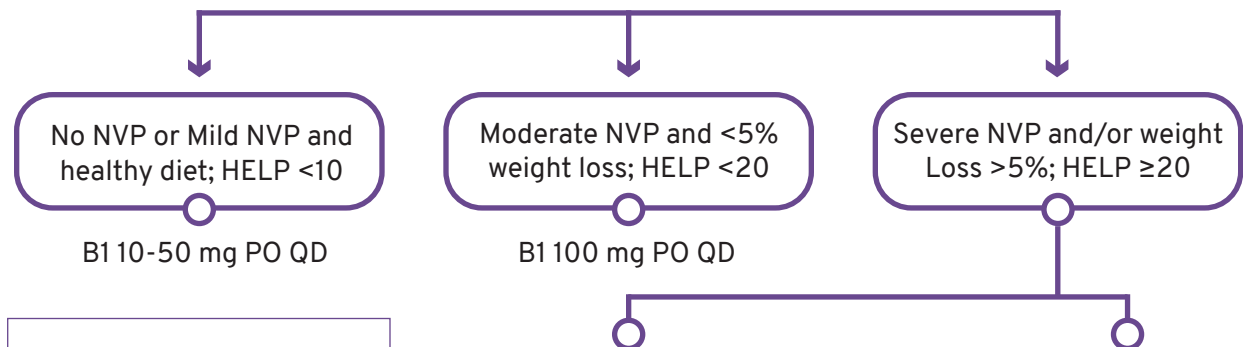 No NVP or Mild NVP and
healthy diet; HELP <10
B1 10-50 mg PO QD
Moderate NVP and <5%
weight loss; HELP <20
B1 100 mg PO QD
Severe NVP and/or weight
Loss >5%; HELP ≥20